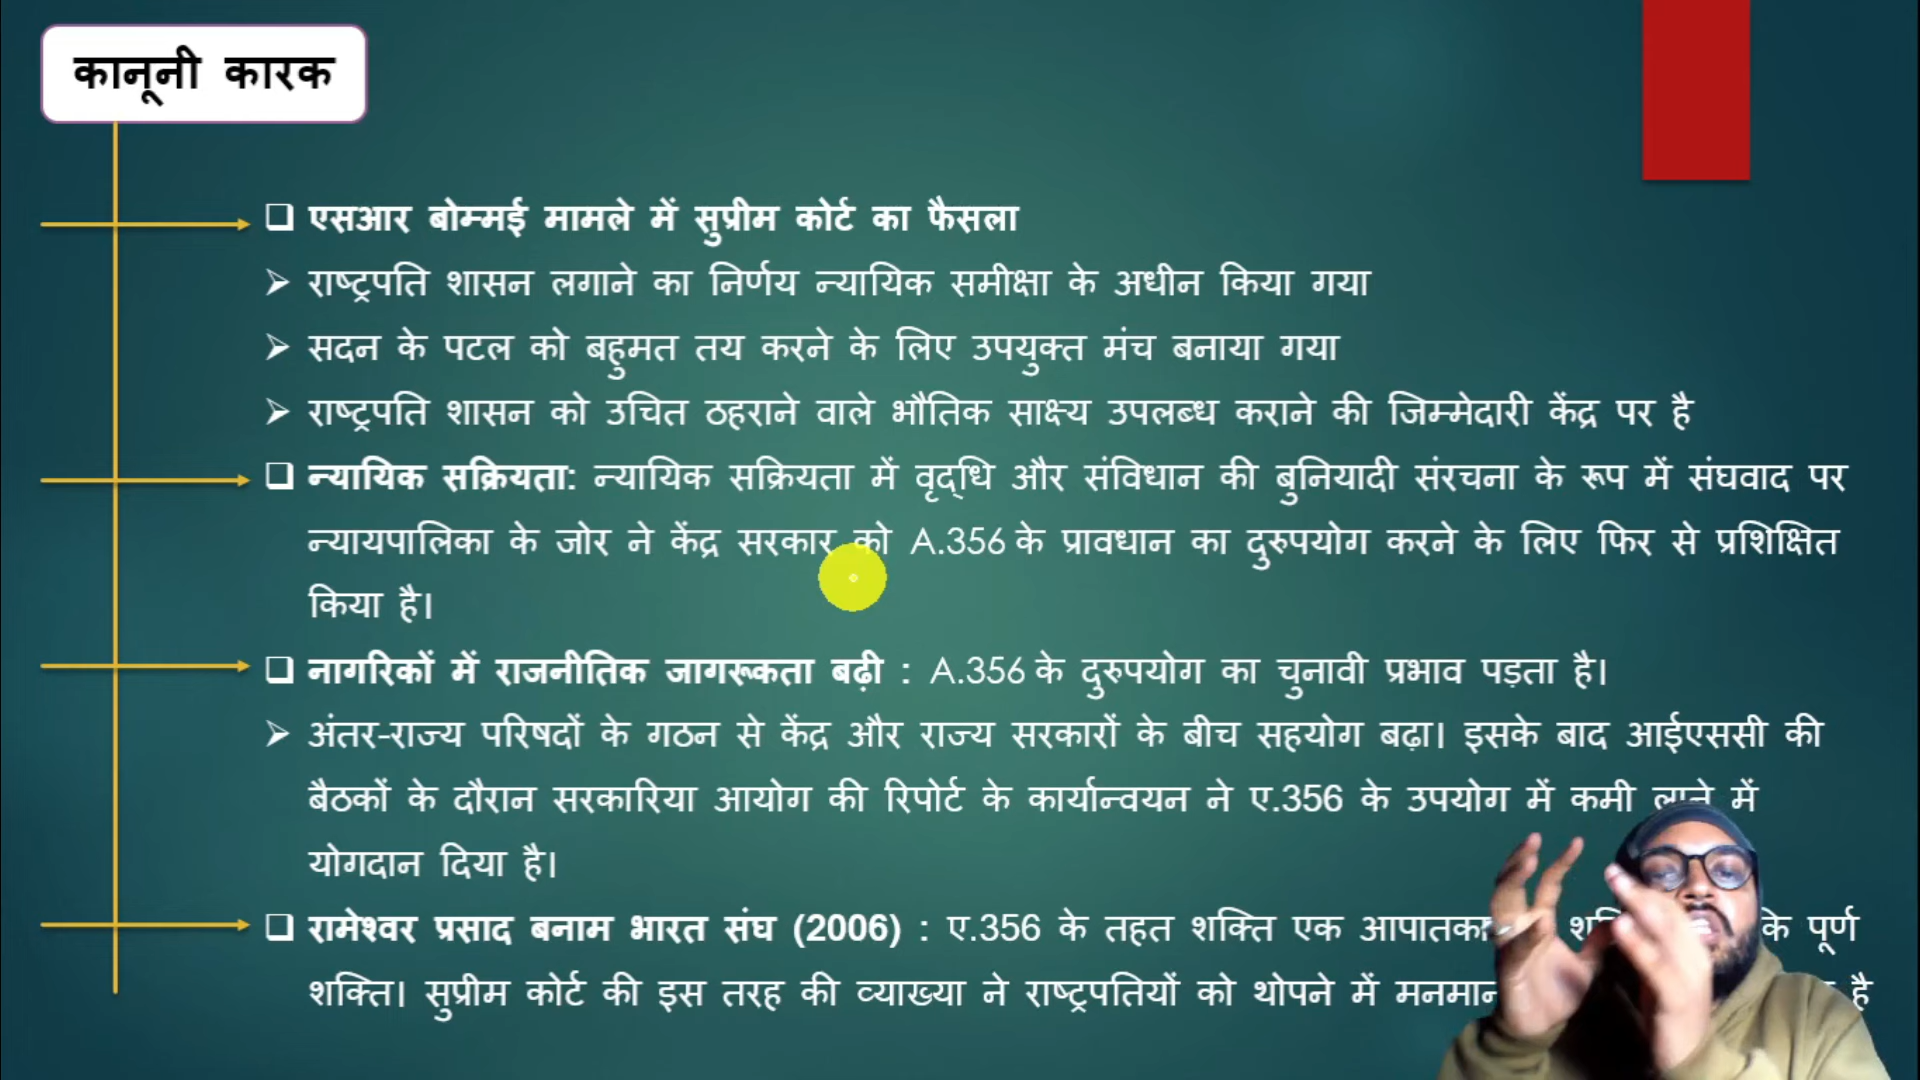 कानूनी कारक
❑ एसआर बोम्मई मामले में सुप्रीम कोर्ट का फैसला
➢ राष्ट्रपति शासन लगाने का निर्णय न्यायिक समीक्षा के अधीन किया गया
➢ सदन के पटल को बहुमत तय करने के लिए उपयुक्त मंच बनाया गया
➢ राष्ट्रपति शासन को उचित ठहराने वाले भौतिक साक्ष्य उपलब्ध कराने की जिम्मेदारी केंद्र पर है
❑ न्यायिक सक्रियता: न्यायिक सक्रियता में वृद्धि और संविधान की बुनियादी संरचना के रूप में संघवाद पर
न्यायपालिका के जोर ने केंद्र सरकार को A.356 के प्रावधान का दुरुपयोग करने के लिए फिर से प्रशिक्षित
किया है।
❑ नागरिकों में राजनीतिक जागरूकता बढ़ी : A.356 के दुरुपयोग का चुनावी प्रभाव पड़ता है।
➢ अंतर-राज्य परिषदों के गठन से केंद्र और राज्य सरकारों के बीच सहयोग बढ़ा। इसके बाद आईएससी की
बैठकों के दौरान सरकारिया आयोग की रिपोर्ट के कार्यान्वयन ने ए.356 के उपयोग में कमी लाने में
योगदान दिया है।
❑ रामेश्वर प्रसाद बनाम भारत संघ (2006) : ए.356 के तहत शक्ति एक पूर्ण
शक्ति। सुप्रीम कोर्ट की इस तरह की व्याख्या ने राष्ट्रपतियों को थोपने में है